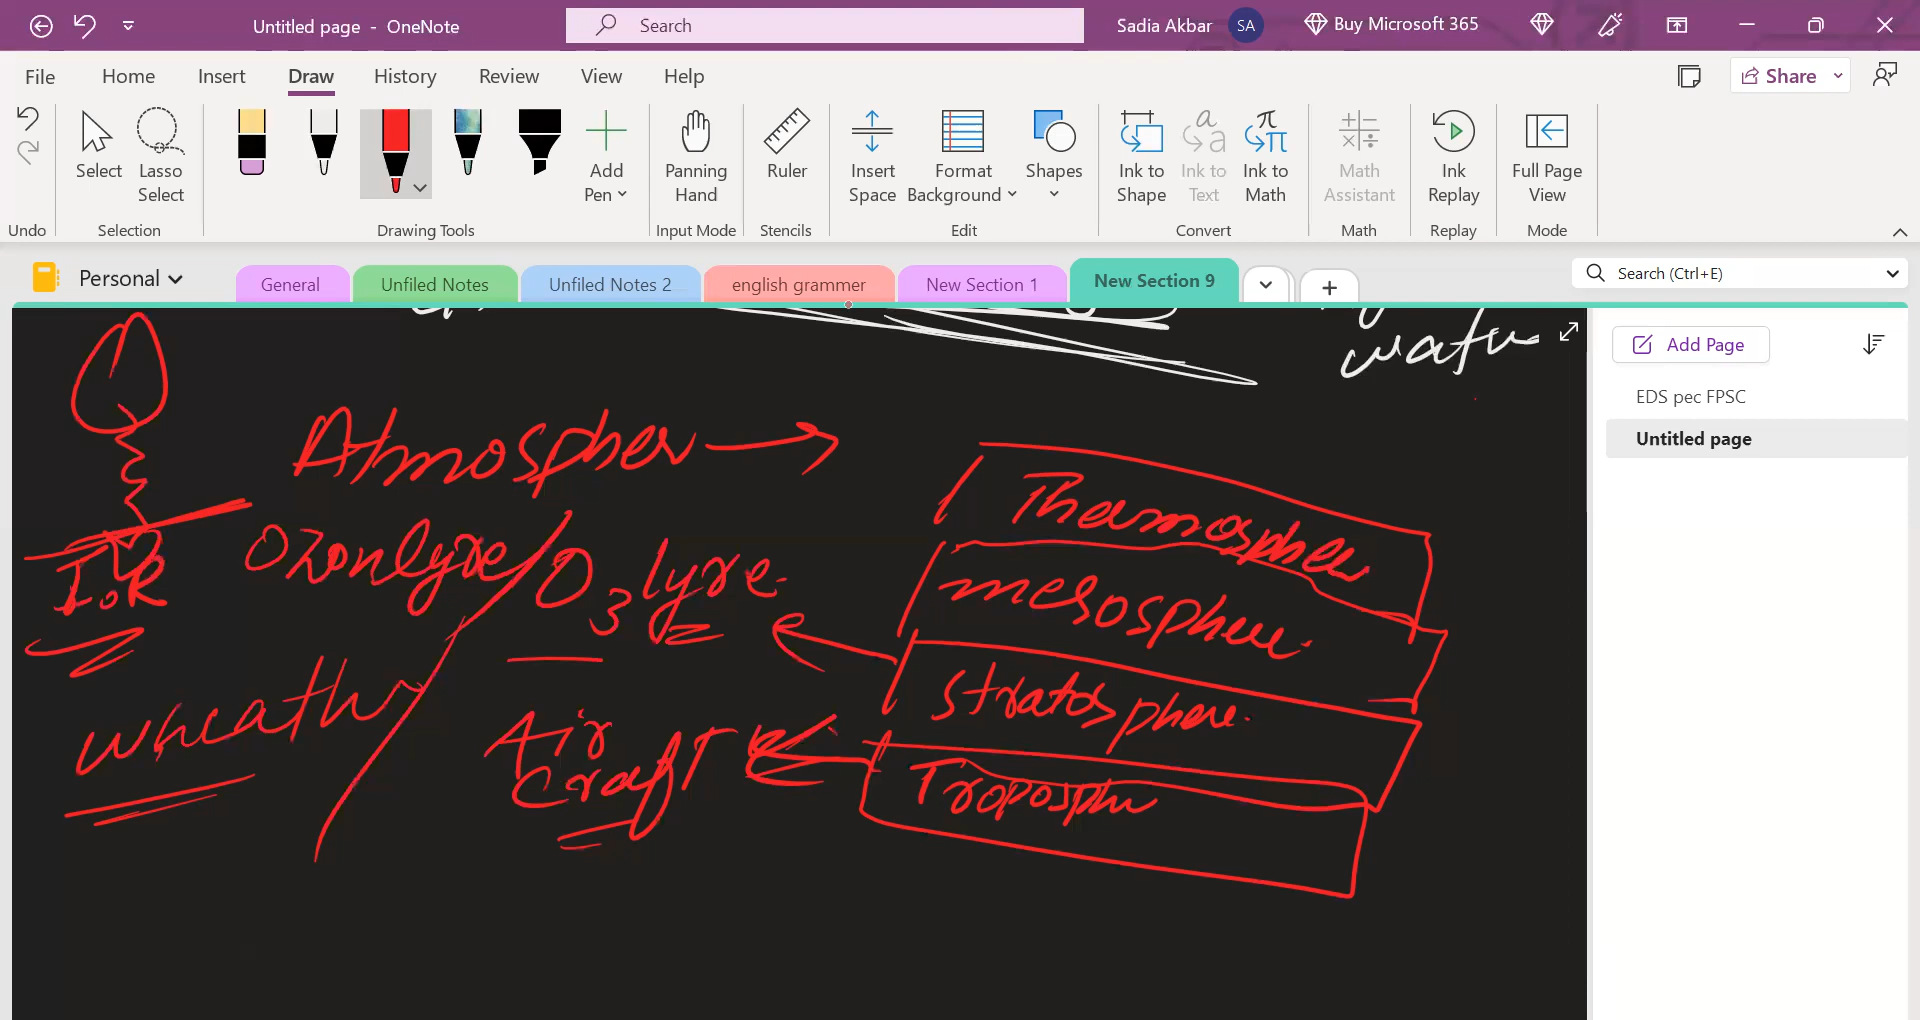 Untitled page - OneNote
Search
Sadia Akbar
SA
Buy Microsoft 365
File Home Insert Draw History Review View Help
Share
Select
Lasso Select
Add Pen
Panning Hand
Ruler
Insert Space
Format Background
Shapes
Ink to Shape
Ink to Text
Ink to Math
Math Assistant
Ink Replay
Full Page View
Undo Selection Drawing Tools Input Mode Stencils Edit Convert Math Replay Mode
Personal
General
Unfiled Notes
Unfiled Notes 2
english grammer
New Section 1
New Section 9
Search (Ctrl+E)
Add Page
EDS pec FPSC
Untitled page
Atmospher
Thermosphere
Ozonlyre/O3 lyre.
mesosphere.
I.R
Stratosphere.
wheathr
Air
Craft
Troposphe